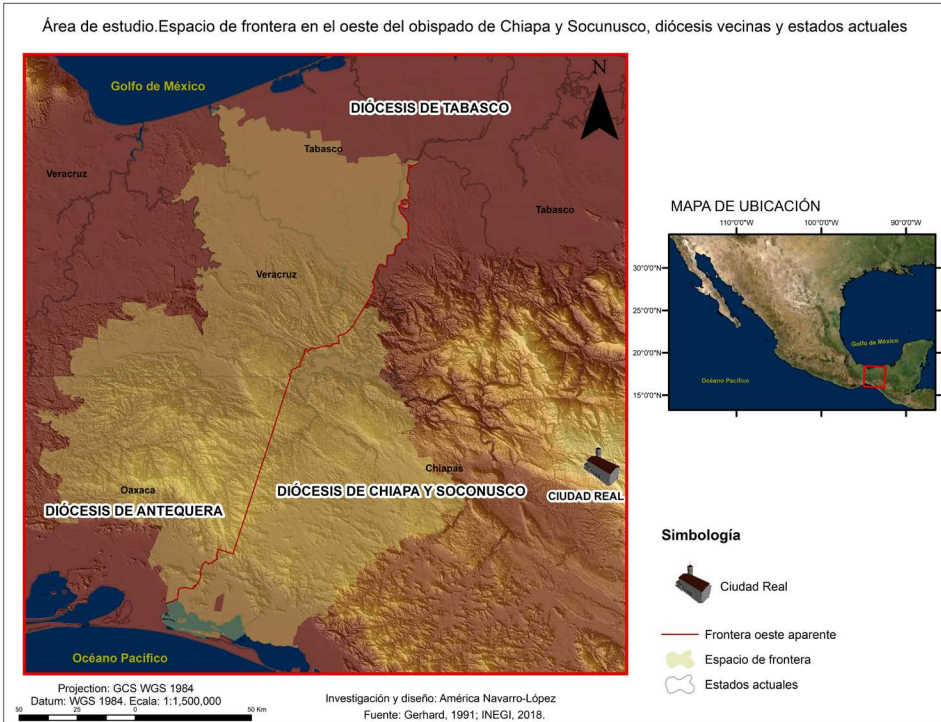 Área de estudio.Espacio de frontera en el oeste del obispado de Chiapa y Socunusco, diócesis vecinas y estados actuales
Golfo de México
N
DIÓCESIS DE TABASCO
Tabasco
Veracruz
Tabasco
Veracruz
Chiapas
Oaxaca
DIÓCESIS DE CHIAPA Y SOCONUSCO
CIUDAD REAL
DIÓCESIS DE ANTEQUERA
Océano Pacífico
MAPA DE UBICACIÓN
110°0'0"N 100°0'0"N 90°0'0"N
30°0'0"N
25°0'0"N
20°0'0"N
15°0'0"N
Golfo de México
Océano Pacífico
Simbología
Ciudad Real
Frontera oeste aparente
Espacio de frontera
Estados actuales
Projection: GCS WGS 1984
Datum: WGS 1984. Ecala: 1:1,500,000
50 25 0 50 Km
Investigación y diseño: América Navarro-López
Fuente: Gerhard, 1991; INEGI, 2018.